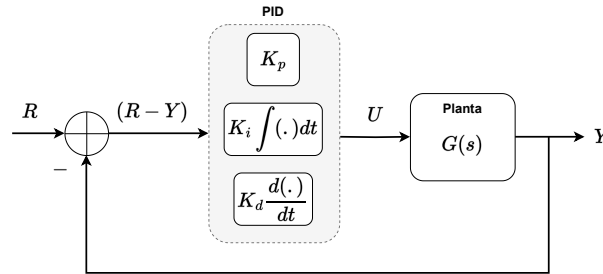 PID
K_p
R
(R − Y)
K_i ∫(.)dt
U
Planta
G(s)
Y
−
K_d d(.)/dt